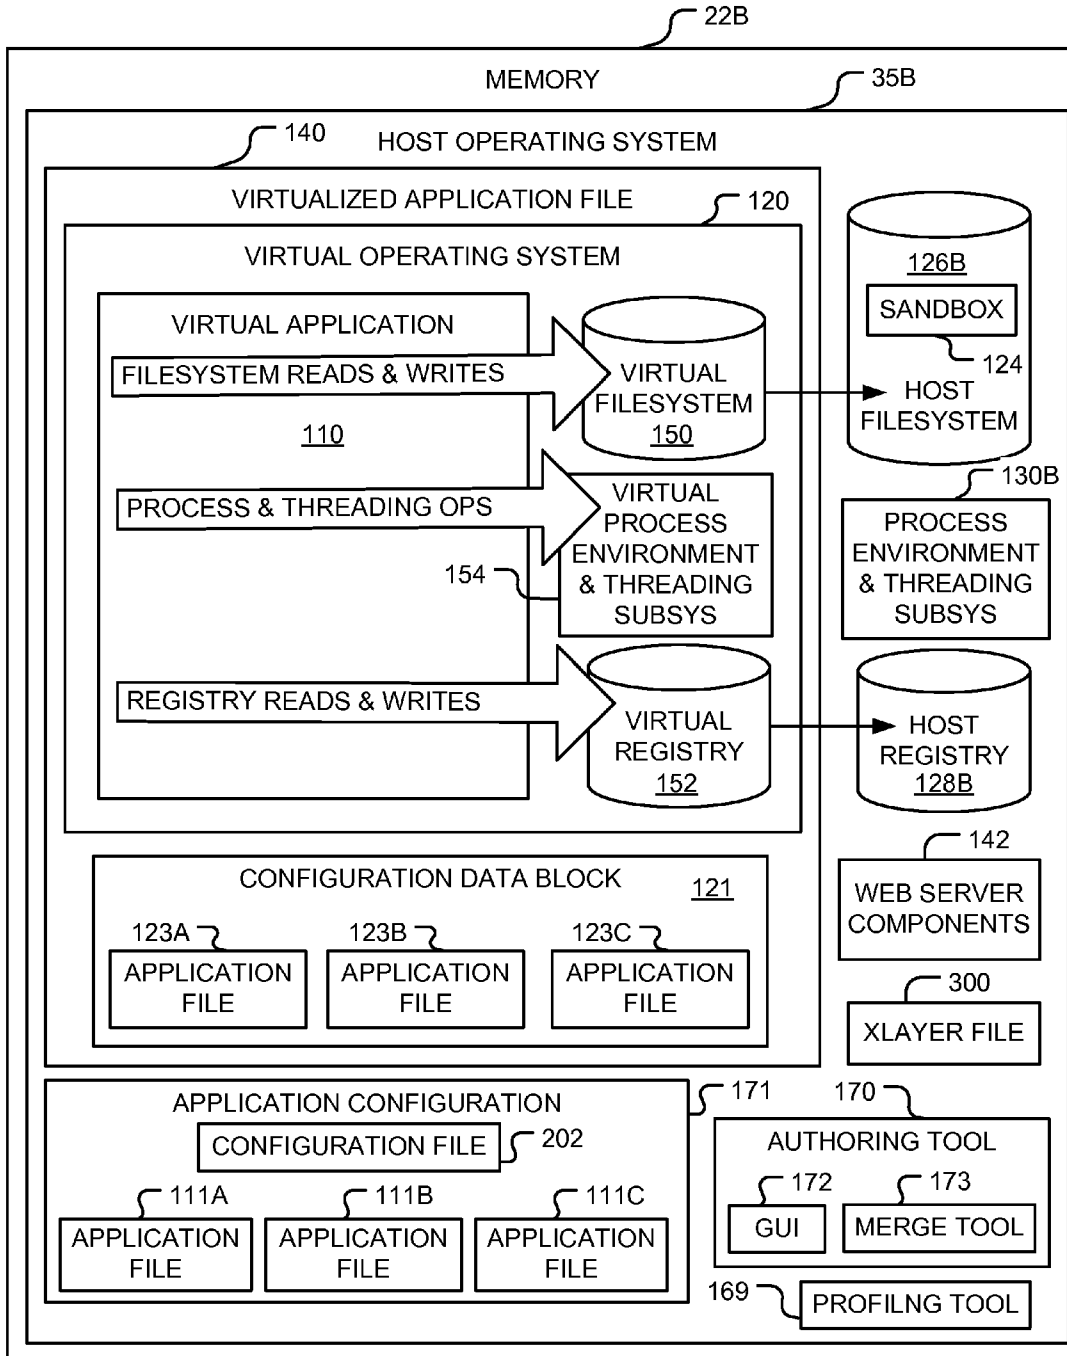 22B
MEMORY
35B
140
HOST OPERATING SYSTEM
VIRTUALIZED APPLICATION FILE
120
VIRTUAL OPERATING SYSTEM
126B
SANDBOX
124
HOST
FILESYSTEM
VIRTUAL APPLICATION
FILESYSTEM READS & WRITES
VIRTUAL
FILESYSTEM
150
110
PROCESS & THREADING OPS
VIRTUAL
PROCESS
ENVIRONMENT
& THREADING
SUBSYS
154
130B
PROCESS
ENVIRONMENT
& THREADING
SUBSYS
REGISTRY READS & WRITES
VIRTUAL
REGISTRY
152
HOST
REGISTRY
128B
142
WEB SERVER
COMPONENTS
CONFIGURATION DATA BLOCK
121
123A
APPLICATION
FILE
123B
APPLICATION
FILE
123C
APPLICATION
FILE
300
XLAYER FILE
APPLICATION CONFIGURATION
171
CONFIGURATION FILE
202
111A
APPLICATION
FILE
111B
APPLICATION
FILE
111C
APPLICATION
FILE
170
AUTHORING TOOL
172
GUI
173
MERGE TOOL
169
PROFILNG TOOL